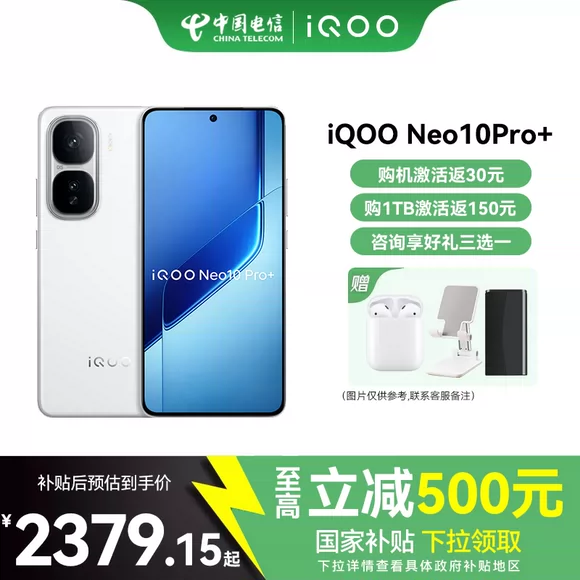 中国电信
CHINA TELECOM
iQOO
iQOO Neo10Pro+
购机激活返30元
购1TB激活返150元
咨询享好礼三选一
iQOO Neo10 Pro+
iQOO
赠
(图片仅供参考,联系客服备注)
补贴后预估到手价
¥2379.15起
至高立减500元
国家补贴 下拉领取
下拉详情查看具体政府补贴地区